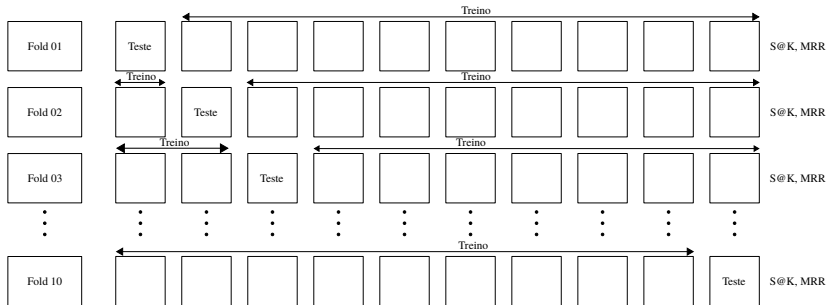 Treino
Fold 01 Teste S@K, MRR
Treino Treino
Fold 02 Teste S@K, MRR
Treino Treino
Fold 03 Teste S@K, MRR
Treino
Fold 10 Teste S@K, MRR